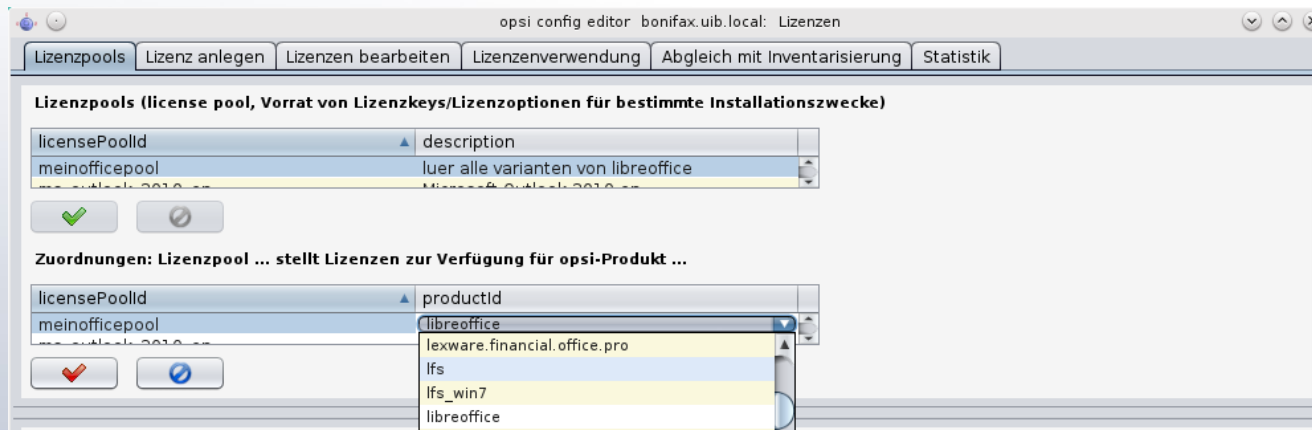 opsi config editor bonifax.uib.local: Lizenzen
Lizenzpools Lizenz anlegen Lizenzen bearbeiten Lizenzenverwendung Abgleich mit Inventarisierung Statistik
Lizenzpools (license pool, Vorrat von Lizenzkeys/Lizenzoptionen für bestimmte Installationszwecke)
licensePoolId description
meinofficepool luer alle varianten von libreoffice
Zuordnungen: Lizenzpool ... stellt Lizenzen zur Verfügung für opsi-Produkt ...
licensePoolId productId
meinofficepool libreoffice
lexware.financial.office.pro
lfs
lfs_win7
libreoffice